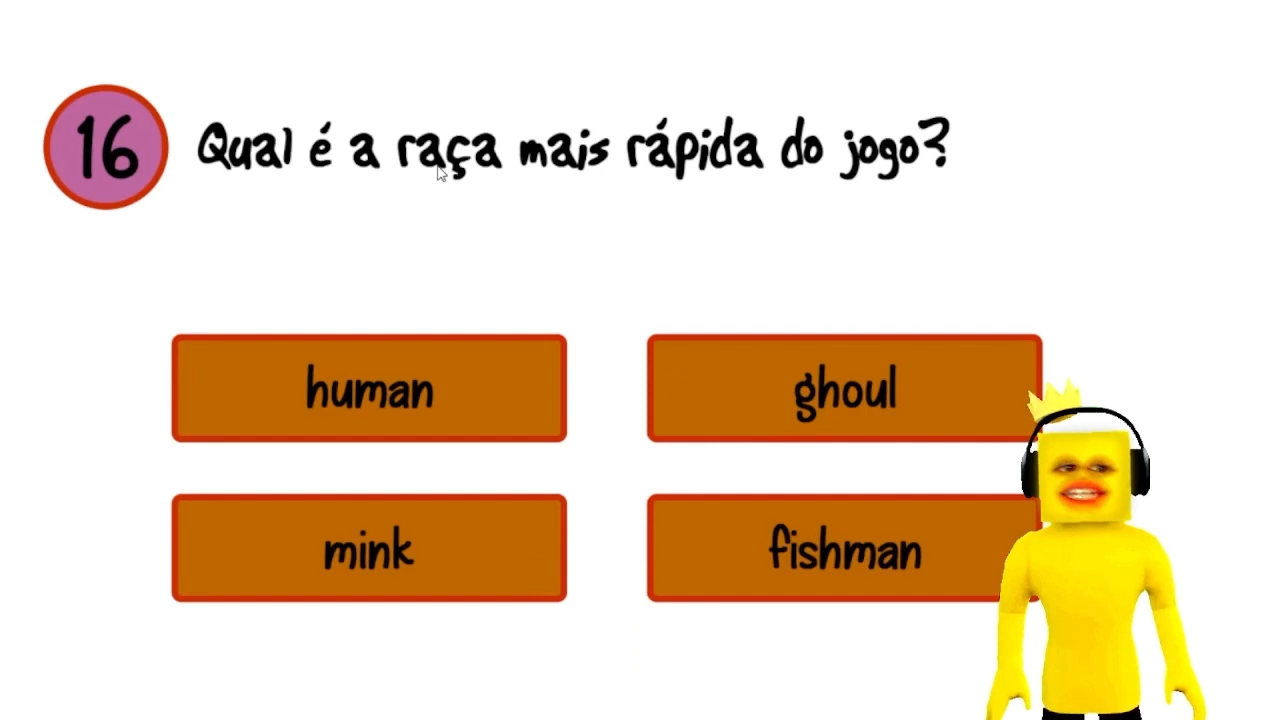 16 Qual é a raça mais rápida do jogo?
human
ghoul
mink
fishman